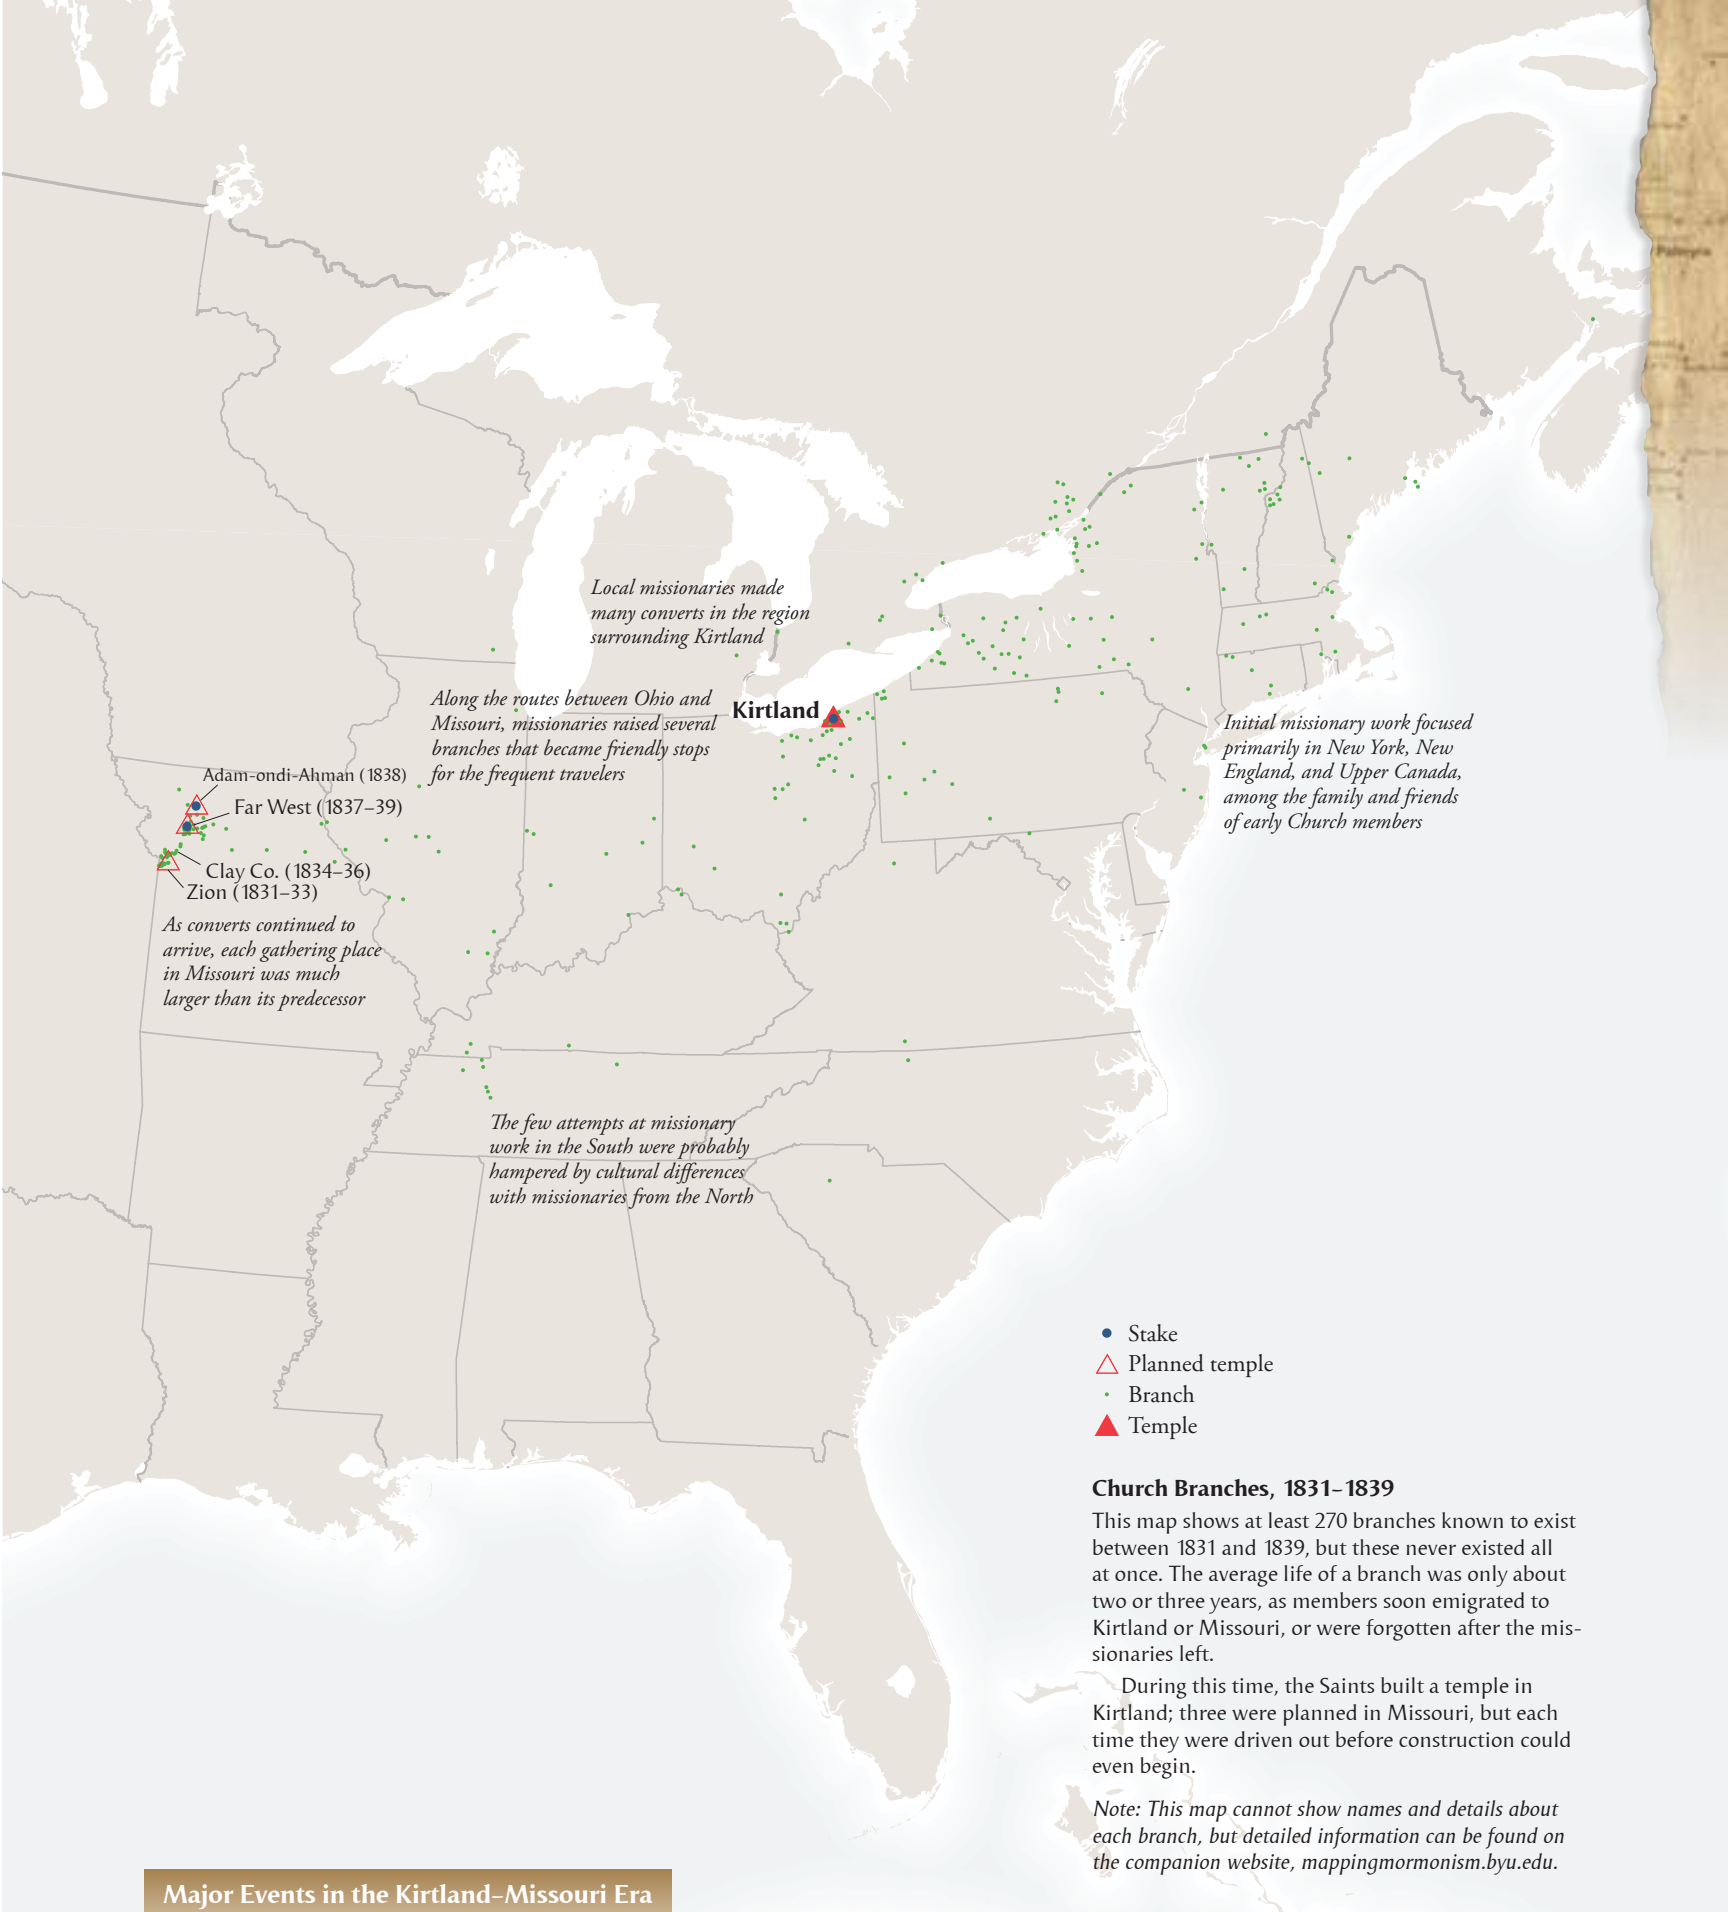 Local missionaries made
many converts in the region
surrounding Kirtland
Along the routes between Ohio and
Missouri, missionaries raised several
branches that became friendly stops
for the frequent travelers
Kirtland
Initial missionary work focused
primarily in New York, New
England, and Upper Canada,
among the family and friends
of early Church members
Adam-ondi-Ahman (1838)
Far West (1837–39)
Clay Co. (1834–36)
Zion (1831–33)
As converts continued to
arrive, each gathering place
in Missouri was much
larger than its predecessor
The few attempts at missionary
work in the South were probably
hampered by cultural differences
with missionaries from the North
Stake
Planned temple
Branch
Temple
Church Branches, 1831–1839
This map shows at least 270 branches known to exist
between 1831 and 1839, but these never existed all
at once. The average life of a branch was only about
two or three years, as members soon emigrated to
Kirtland or Missouri, or were forgotten after the mis-
sionaries left.
During this time, the Saints built a temple in
Kirtland; three were planned in Missouri, but each
time they were driven out before construction could
even begin.
Note: This map cannot show names and details about
each branch, but detailed information can be found on
the companion website, mappingmormonism.byu.edu.
Major Events in the Kirtland–Missouri Era